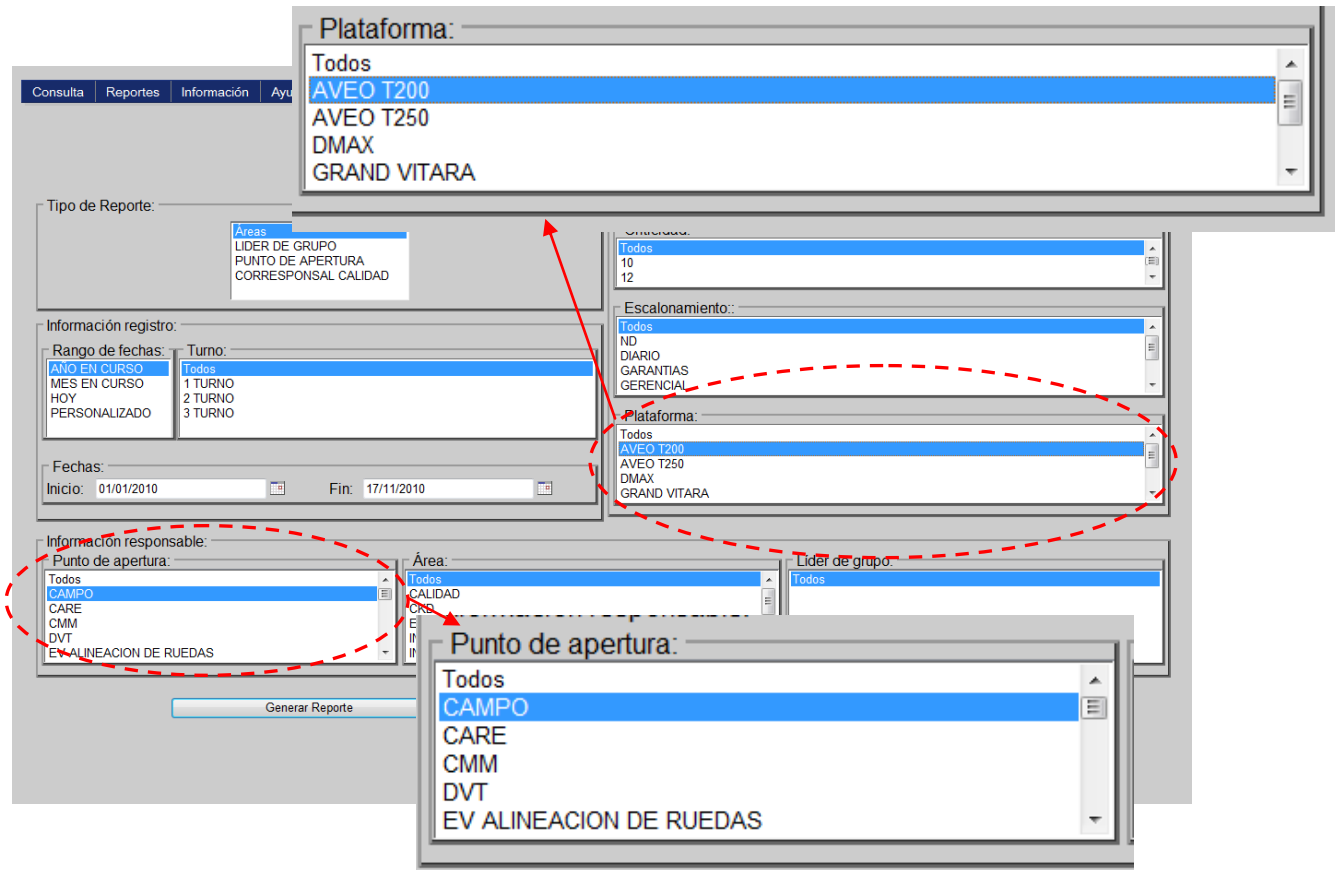 Plataforma:
Todos
AVEO T200
AVEO T250
DMAX
GRAND VITARA
Consulta Reportes Información Ayu
Tipo de Reporte:
Áreas
LIDER DE GRUPO
PUNTO DE APERTURA
CORRESPONSAL CALIDAD
Todos
10
12
Escalonamiento::
Todos
ND
DIARIO
GARANTIAS
GERENCIAL
Plataforma:
Todos
AVEO T200
AVEO T250
DMAX
GRAND VITARA
Información registro:
Rango de fechas:
AÑO EN CURSO
MES EN CURSO
HOY
PERSONALIZADO
Turno:
Todos
1 TURNO
2 TURNO
3 TURNO
Fechas:
Inicio: 01/01/2010 Fin: 17/11/2010
Información responsable:
Punto de apertura:
Todos
CAMPO
CARE
CMM
DVT
EV ALINEACION DE RUEDAS
Área:
Todos
CALIDAD
CKD
Lider de grupo:
Todos
Generar Reporte
Punto de apertura:
Todos
CAMPO
CARE
CMM
DVT
EV ALINEACION DE RUEDAS